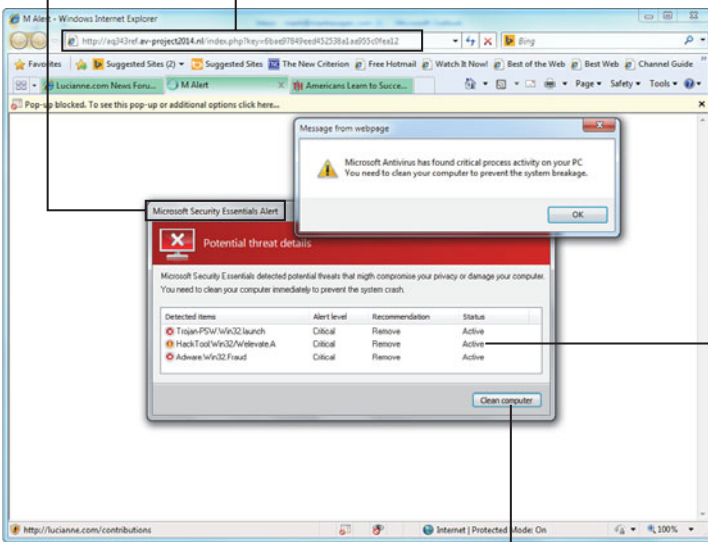 M Alert - Windows Internet Explorer
http://eq343ref.av-project2014.nl/index.php?key=6bae97849eed452538a1aa955c0fea12
Bing
Favorites Suggested Sites (2) Suggested Sites The New Criterion Free Hotmail Watch It Now! Best of the Web Best Web Channel Guide
Lucianne.com News Foru... M Alert X Americans Learn to Succe... Page Safety Tools
Pop-up blocked. To see this pop-up or additional options click here...
Message from webpage
Microsoft Antivirus has found critical process activity on your PC
You need to clean your computer to prevent the system breakage.
OK
Microsoft Security Essentials Alert
Potential threat details
Microsoft Security Essentials detected potential threats that migth compromise your privacy or damage your computer.
You need to clean your computer immediately to prevent the system crash.
Detected items Alert level Recommendation Status
Trojan-PSW.Win32.launch Critical Remove Active
HackTool:Win32/Welevate.A Critical Remove Active
Adware.Win32.Fraud Critical Remove Active
Clean computer
http://lucianne.com/contributions Internet | Protected Mode: On 100%